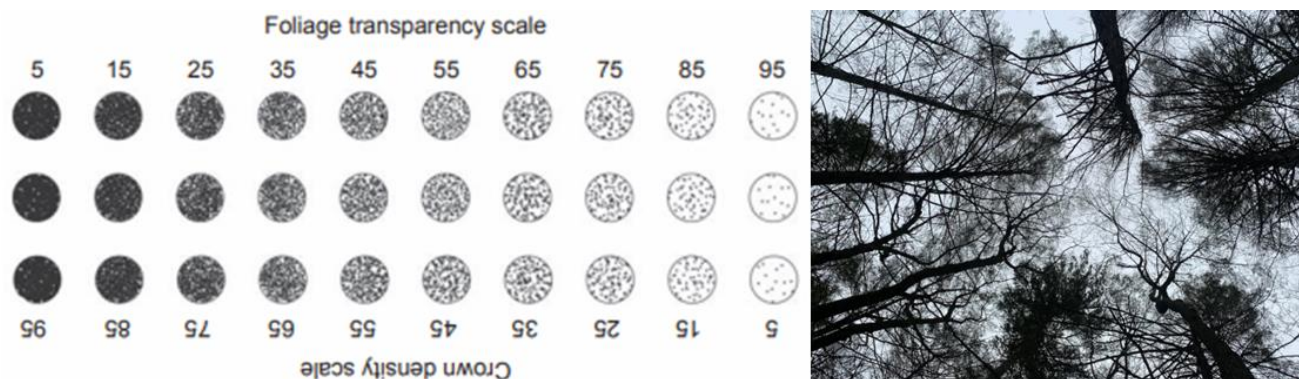 Foliage transparency scale
5 15 25 35 45 55 65 75 85 95
95 85 75 65 55 45 35 25 15 5
Crown density scale